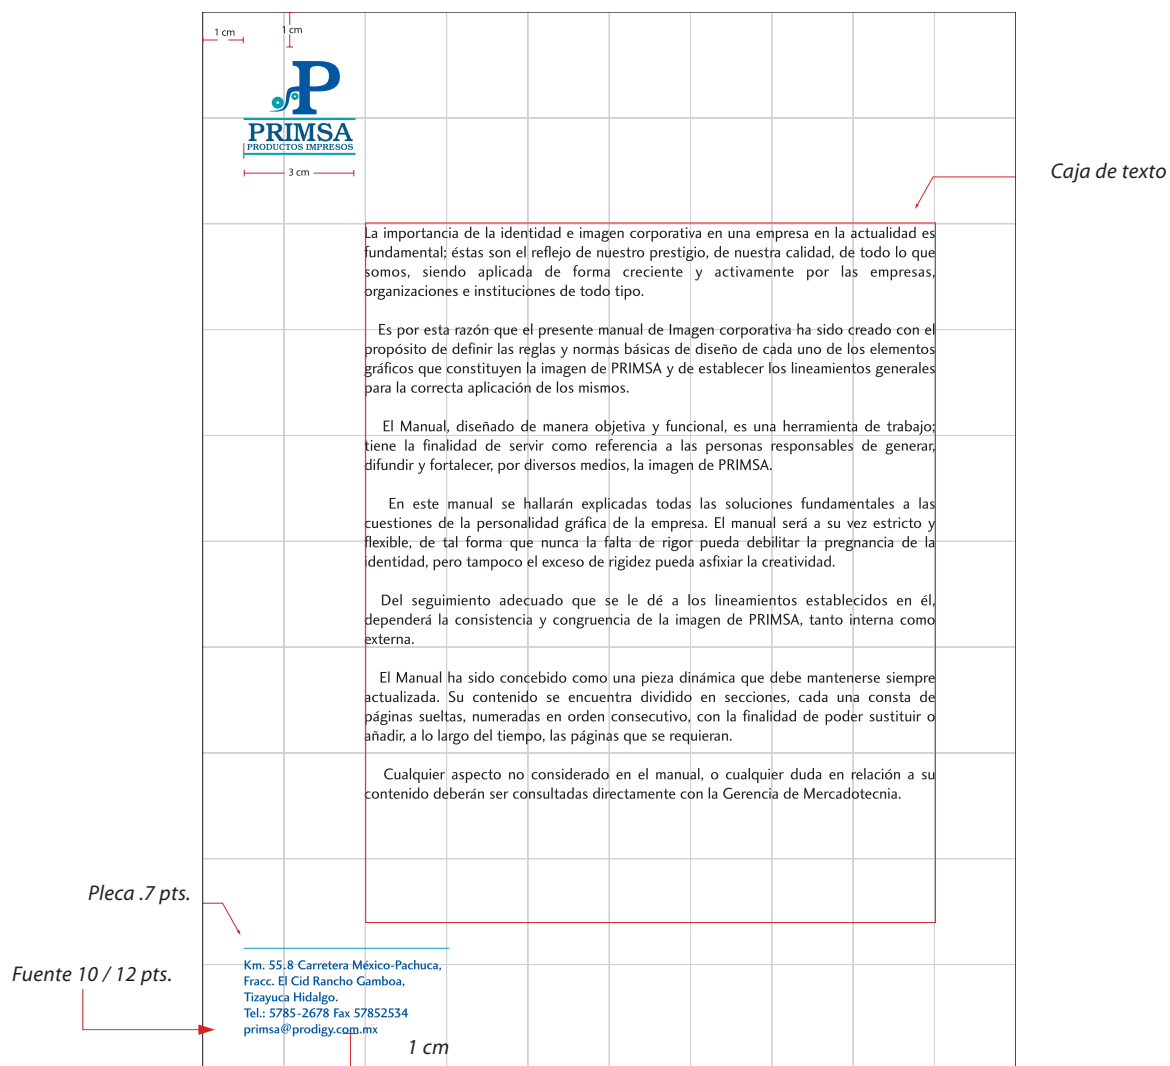 1 cm
1 cm
P
PRIMSA
PRODUCTOS IMPRESOS
3 cm
Caja de texto
La importancia de la identidad e imagen corporativa en una empresa en la actualidad es
fundamental; éstas son el reflejo de nuestro prestigio, de nuestra calidad, de todo lo que
somos, siendo aplicada de forma creciente y activamente por las empresas,
organizaciones e instituciones de todo tipo.
Es por esta razón que el presente manual de Imagen corporativa ha sido creado con el
propósito de definir las reglas y normas básicas de diseño de cada uno de los elementos
gráficos que constituyen la imagen de PRIMSA y de establecer los lineamientos generales
para la correcta aplicación de los mismos.
El Manual, diseñado de manera objetiva y funcional, es una herramienta de trabajo;
tiene la finalidad de servir como referencia a las personas responsables de generar,
difundir y fortalecer, por diversos medios, la imagen de PRIMSA.
En este manual se hallarán explicadas todas las soluciones fundamentales a las
cuestiones de la personalidad gráfica de la empresa. El manual será a su vez estricto y
flexible, de tal forma que nunca la falta de rigor pueda debilitar la pregnancia de la
identidad, pero tampoco el exceso de rigidez pueda asfixiar la creatividad.
Del seguimiento adecuado que se le dé a los lineamientos establecidos en él,
dependerá la consistencia y congruencia de la imagen de PRIMSA, tanto interna como
externa.
El Manual ha sido concebido como una pieza dinámica que debe mantenerse siempre
actualizada. Su contenido se encuentra dividido en secciones, cada una consta de
páginas sueltas, numeradas en orden consecutivo, con la finalidad de poder sustituir o
añadir, a lo largo del tiempo, las páginas que se requieran.
Cualquier aspecto no considerado en el manual, o cualquier duda en relación a su
contenido deberán ser consultadas directamente con la Gerencia de Mercadotecnia.
Pleca .7 pts.
Fuente 10 / 12 pts.
Km. 55.8 Carretera México-Pachuca,
Fracc. El Cid Rancho Gamboa,
Tizayuca Hidalgo.
Tel.: 5785-2678 Fax 57852534
primsa@prodigy.com.mx
1 cm